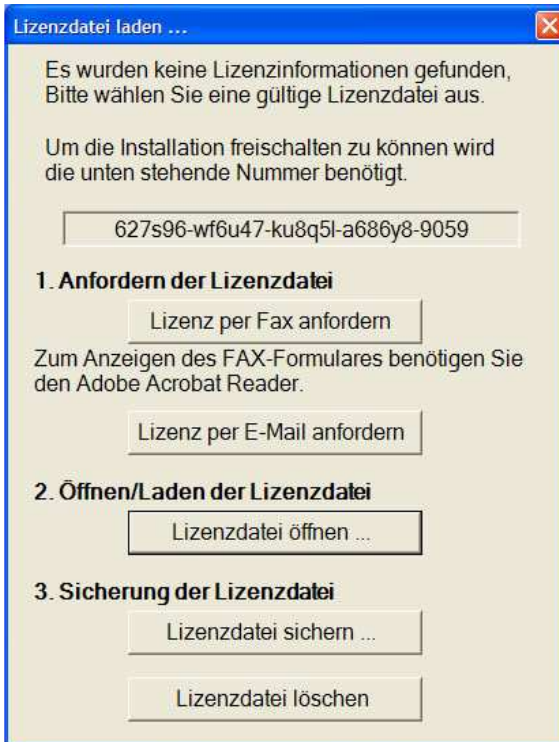 Lizenzdatei laden ...
Es wurden keine Lizenzinformationen gefunden,
Bitte wählen Sie eine gültige Lizenzdatei aus.
Um die Installation freischalten zu können wird
die unten stehende Nummer benötigt.
627s96-wf6u47-ku8q5l-a686y8-9059
1. Anfordern der Lizenzdatei
Lizenz per Fax anfordern
Zum Anzeigen des FAX-Formulares benötigen Sie
den Adobe Acrobat Reader.
Lizenz per E-Mail anfordern
2. Öffnen/Laden der Lizenzdatei
Lizenzdatei öffnen ...
3. Sicherung der Lizenzdatei
Lizenzdatei sichern ...
Lizenzdatei löschen